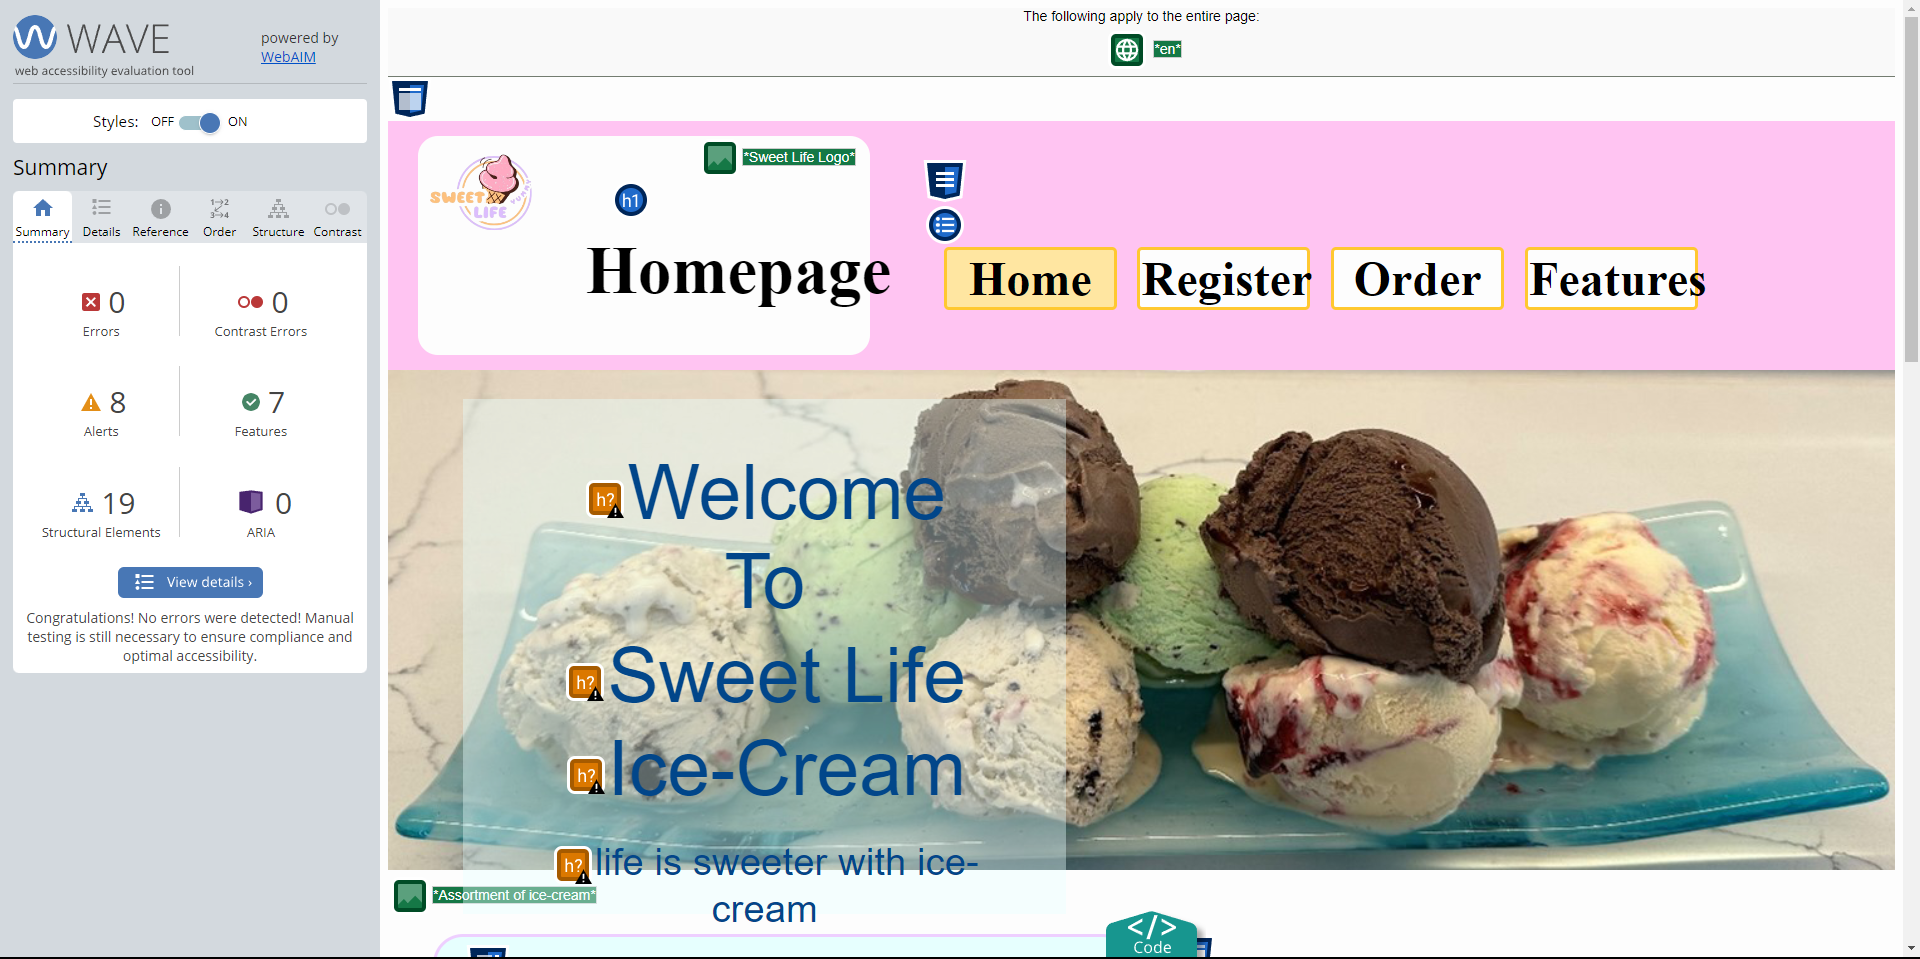 WAVE
web accessibility evaluation tool
powered by
WebAIM
Styles: OFF ON
Summary
Summary Details Reference Order Structure Contrast
0
Errors
0
Contrast Errors
8
Alerts
7
Features
19
Structural Elements
0
ARIA
View details ›
Congratulations! No errors were detected! Manual
testing is still necessary to ensure compliance and
optimal accessibility.
The following apply to the entire page:
*en*
SWEET
LIFE
*Sweet Life Logo*
h1
Homepage
Home Register Order Features
h? Welcome
To
h? Sweet Life
h? Ice-Cream
h? life is sweeter with ice-
cream
*Assortment of ice-cream*
</>
Code